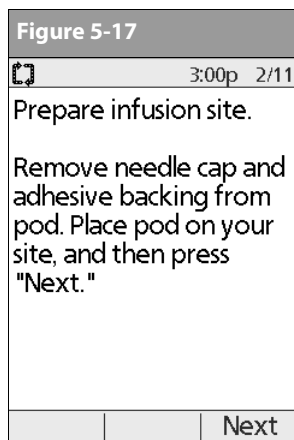 Figure 5-17
3:00p 2/11
Prepare infusion site.
Remove needle cap and
adhesive backing from
pod. Place pod on your
site, and then press
"Next."
Next